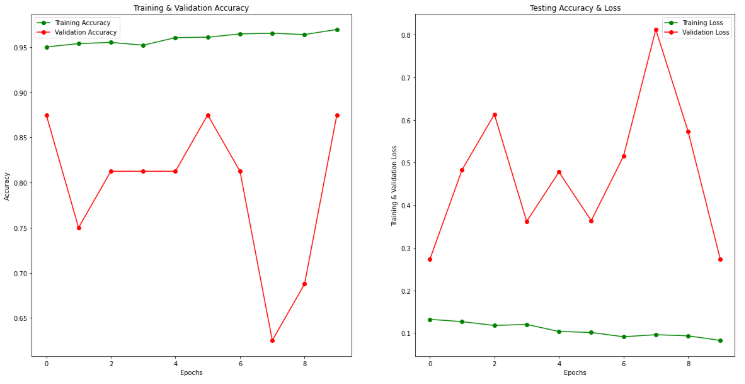 Training & Validation Accuracy
Training Accuracy
Validation Accuracy
0.95
0.90
0.85
0.80
0.75
0.70
0.65
Accuracy
0
2
4
6
8
Epochs
Testing Accuracy & Loss
Training Loss
Validation Loss
0.8
0.7
0.6
0.5
0.4
0.3
0.2
0.1
Training & Validation Loss
0
2
4
6
8
Epochs